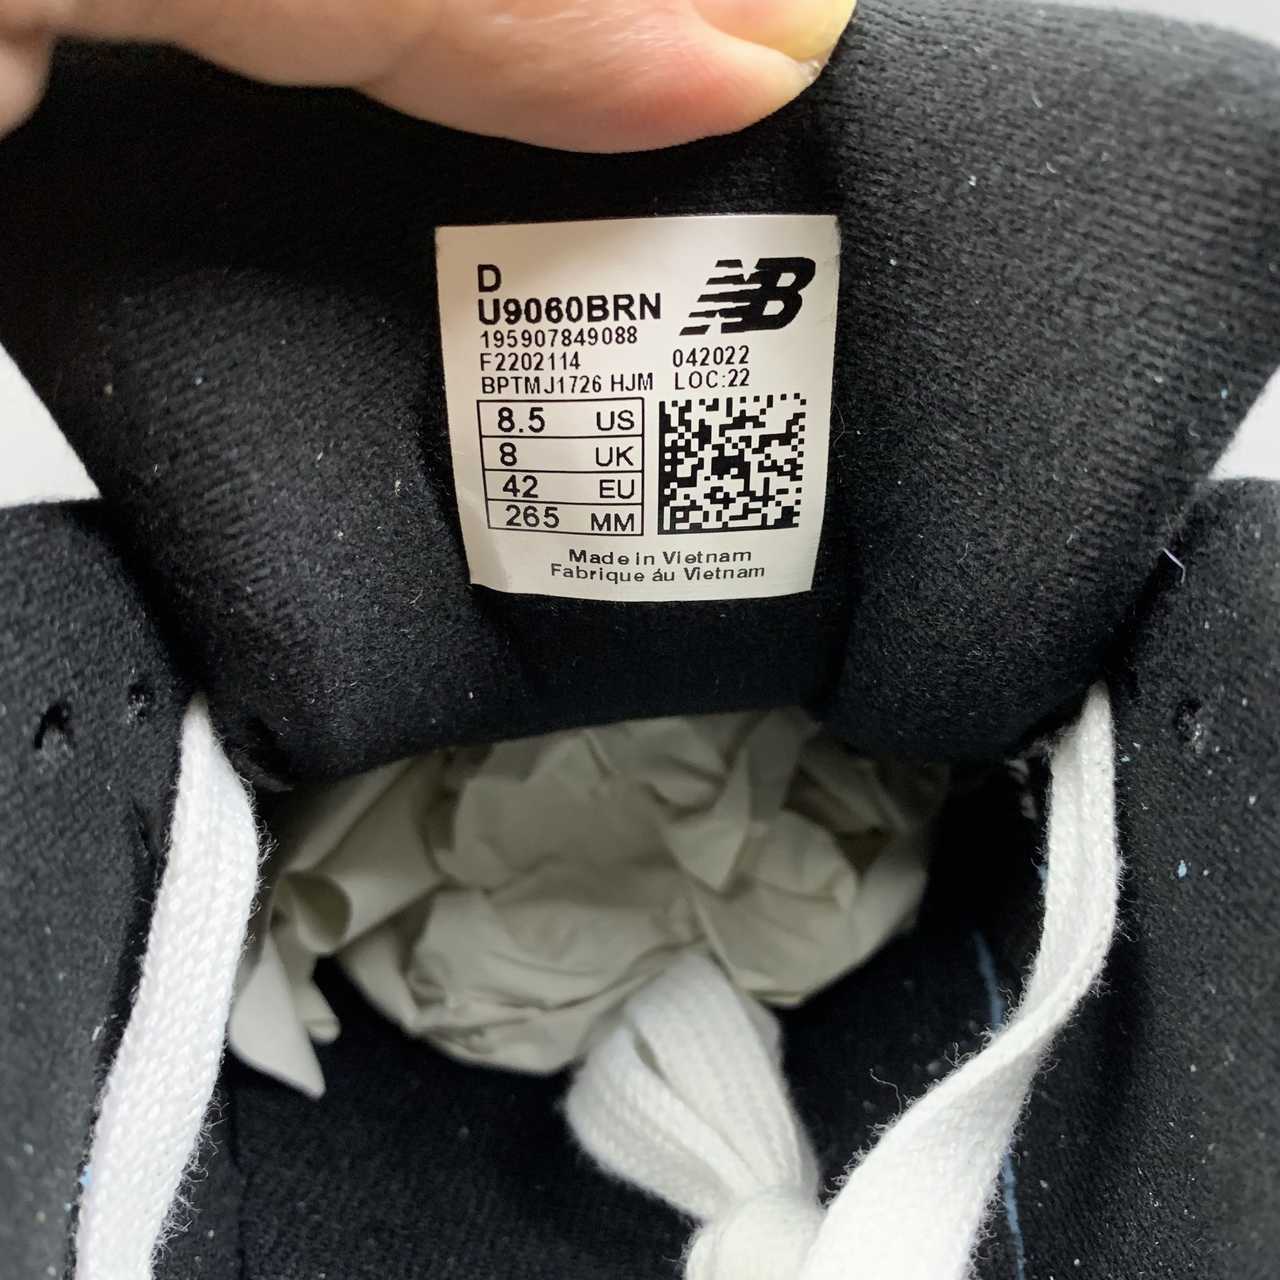 D
U9060BRN
NB
195907849088
F2202114 042022
BPTMJ1726 HJM LOC:22
8.5 US
8 UK
42 EU
265 MM
Made in Vietnam
Fabrique áu Vietnam